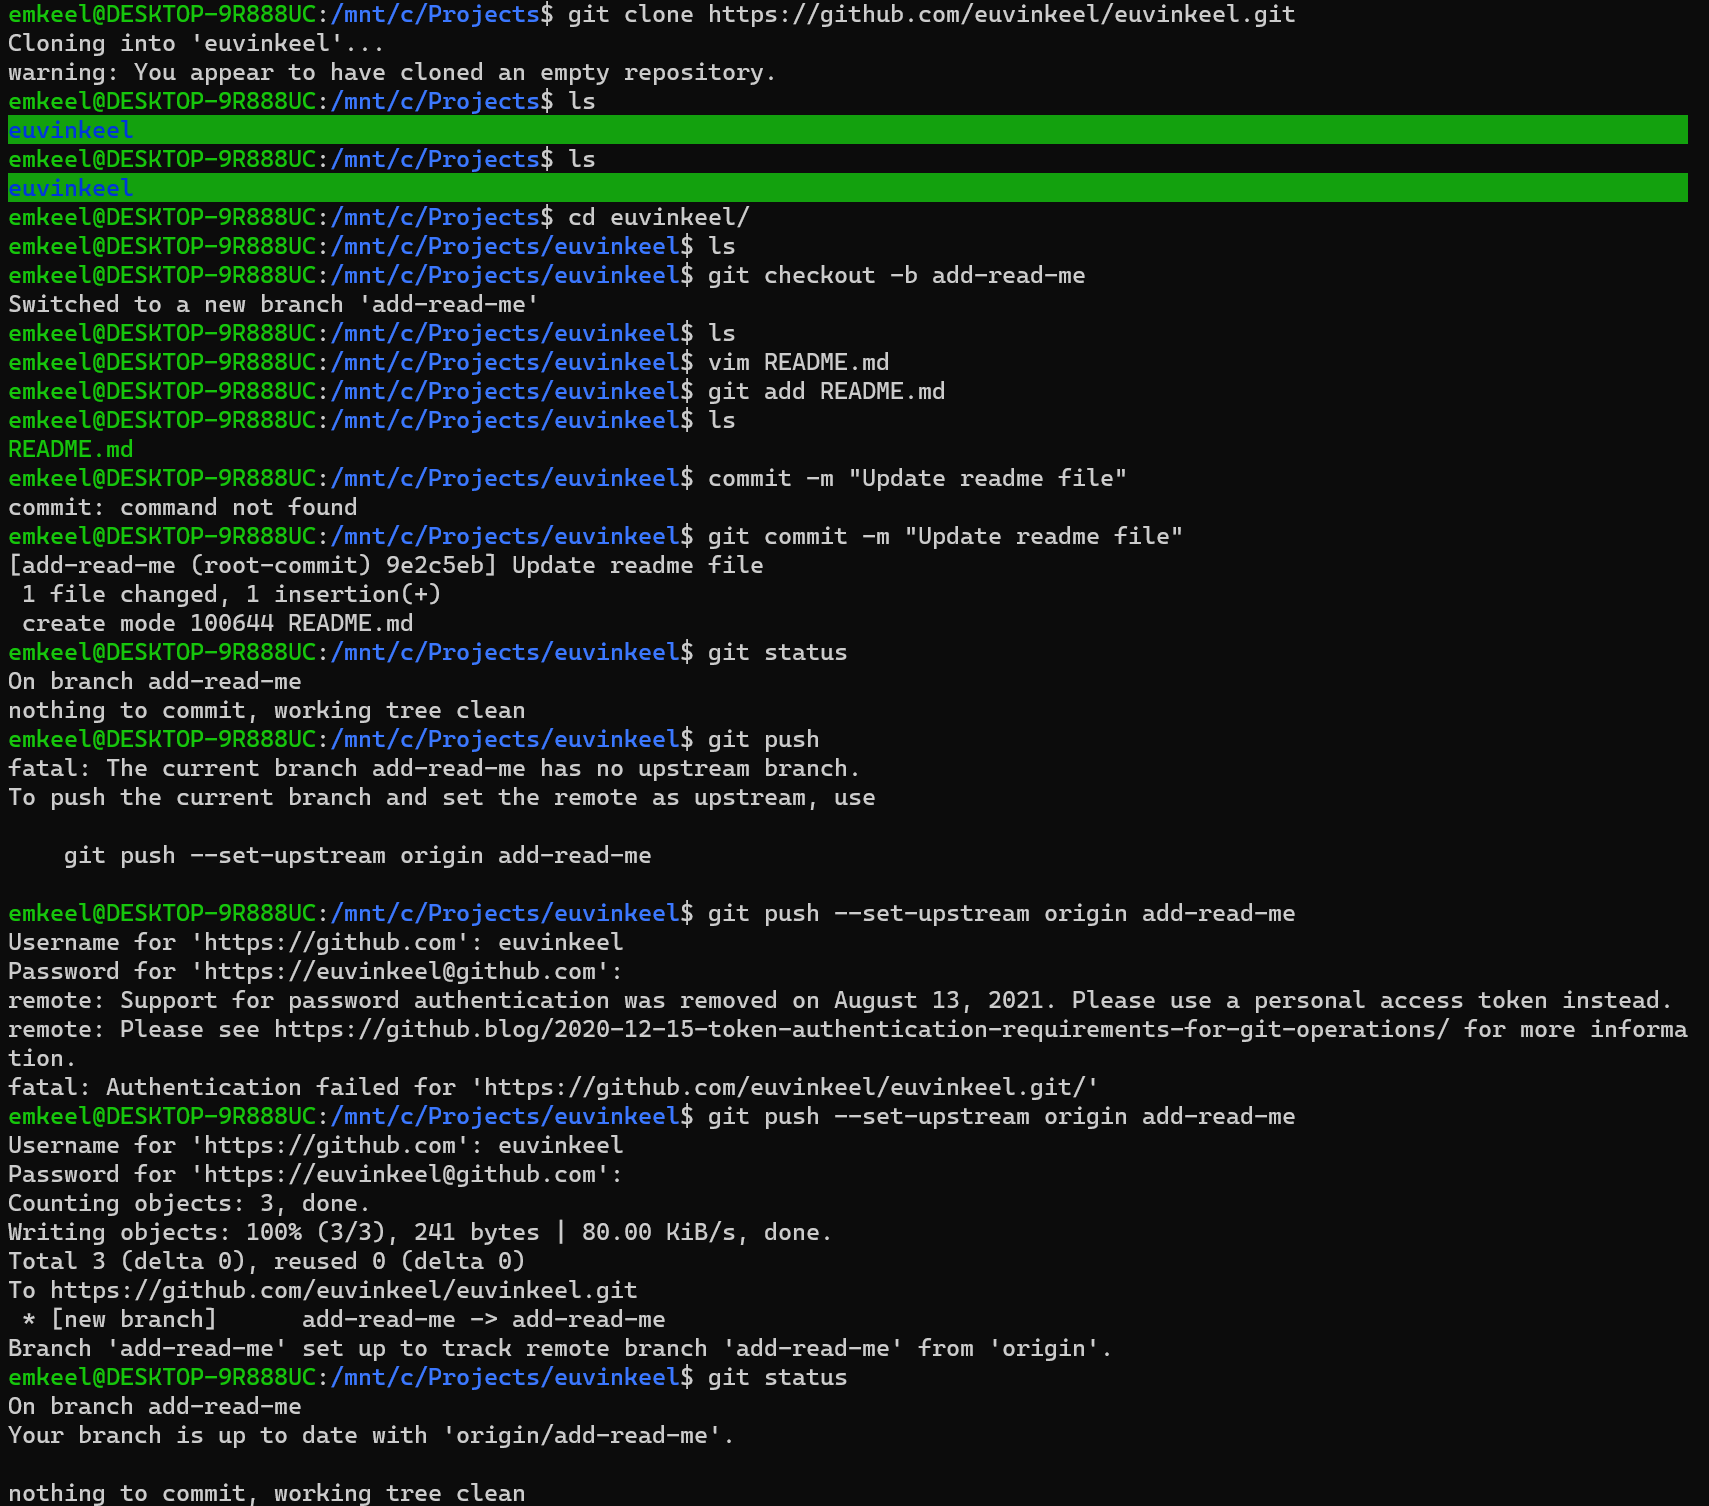 emkeel@DESKTOP-9R888UC:/mnt/c/Projects$ git clone https://github.com/euvinkeel/euvinkeel.git
Cloning into 'euvinkeel'...
warning: You appear to have cloned an empty repository.
emkeel@DESKTOP-9R888UC:/mnt/c/Projects$ ls
euvinkeel
emkeel@DESKTOP-9R888UC:/mnt/c/Projects$ ls
euvinkeel
emkeel@DESKTOP-9R888UC:/mnt/c/Projects$ cd euvinkeel/
emkeel@DESKTOP-9R888UC:/mnt/c/Projects/euvinkeel$ ls
emkeel@DESKTOP-9R888UC:/mnt/c/Projects/euvinkeel$ git checkout -b add-read-me
Switched to a new branch 'add-read-me'
emkeel@DESKTOP-9R888UC:/mnt/c/Projects/euvinkeel$ ls
emkeel@DESKTOP-9R888UC:/mnt/c/Projects/euvinkeel$ vim README.md
emkeel@DESKTOP-9R888UC:/mnt/c/Projects/euvinkeel$ git add README.md
emkeel@DESKTOP-9R888UC:/mnt/c/Projects/euvinkeel$ ls
README.md
emkeel@DESKTOP-9R888UC:/mnt/c/Projects/euvinkeel$ commit -m "Update readme file"
commit: command not found
emkeel@DESKTOP-9R888UC:/mnt/c/Projects/euvinkeel$ git commit -m "Update readme file"
[add-read-me (root-commit) 9e2c5eb] Update readme file
 1 file changed, 1 insertion(+)
 create mode 100644 README.md
emkeel@DESKTOP-9R888UC:/mnt/c/Projects/euvinkeel$ git status
On branch add-read-me
nothing to commit, working tree clean
emkeel@DESKTOP-9R888UC:/mnt/c/Projects/euvinkeel$ git push
fatal: The current branch add-read-me has no upstream branch.
To push the current branch and set the remote as upstream, use
    git push --set-upstream origin add-read-me
emkeel@DESKTOP-9R888UC:/mnt/c/Projects/euvinkeel$ git push --set-upstream origin add-read-me
Username for 'https://github.com': euvinkeel
Password for 'https://euvinkeel@github.com':
remote: Support for password authentication was removed on August 13, 2021. Please use a personal access token instead.
remote: Please see https://github.blog/2020-12-15-token-authentication-requirements-for-git-operations/ for more informa
tion.
fatal: Authentication failed for 'https://github.com/euvinkeel/euvinkeel.git/'
emkeel@DESKTOP-9R888UC:/mnt/c/Projects/euvinkeel$ git push --set-upstream origin add-read-me
Username for 'https://github.com': euvinkeel
Password for 'https://euvinkeel@github.com':
Counting objects: 3, done.
Writing objects: 100% (3/3), 241 bytes | 80.00 KiB/s, done.
Total 3 (delta 0), reused 0 (delta 0)
To https://github.com/euvinkeel/euvinkeel.git
 * [new branch]      add-read-me -> add-read-me
Branch 'add-read-me' set up to track remote branch 'add-read-me' from 'origin'.
emkeel@DESKTOP-9R888UC:/mnt/c/Projects/euvinkeel$ git status
On branch add-read-me
Your branch is up to date with 'origin/add-read-me'.
nothing to commit, working tree clean